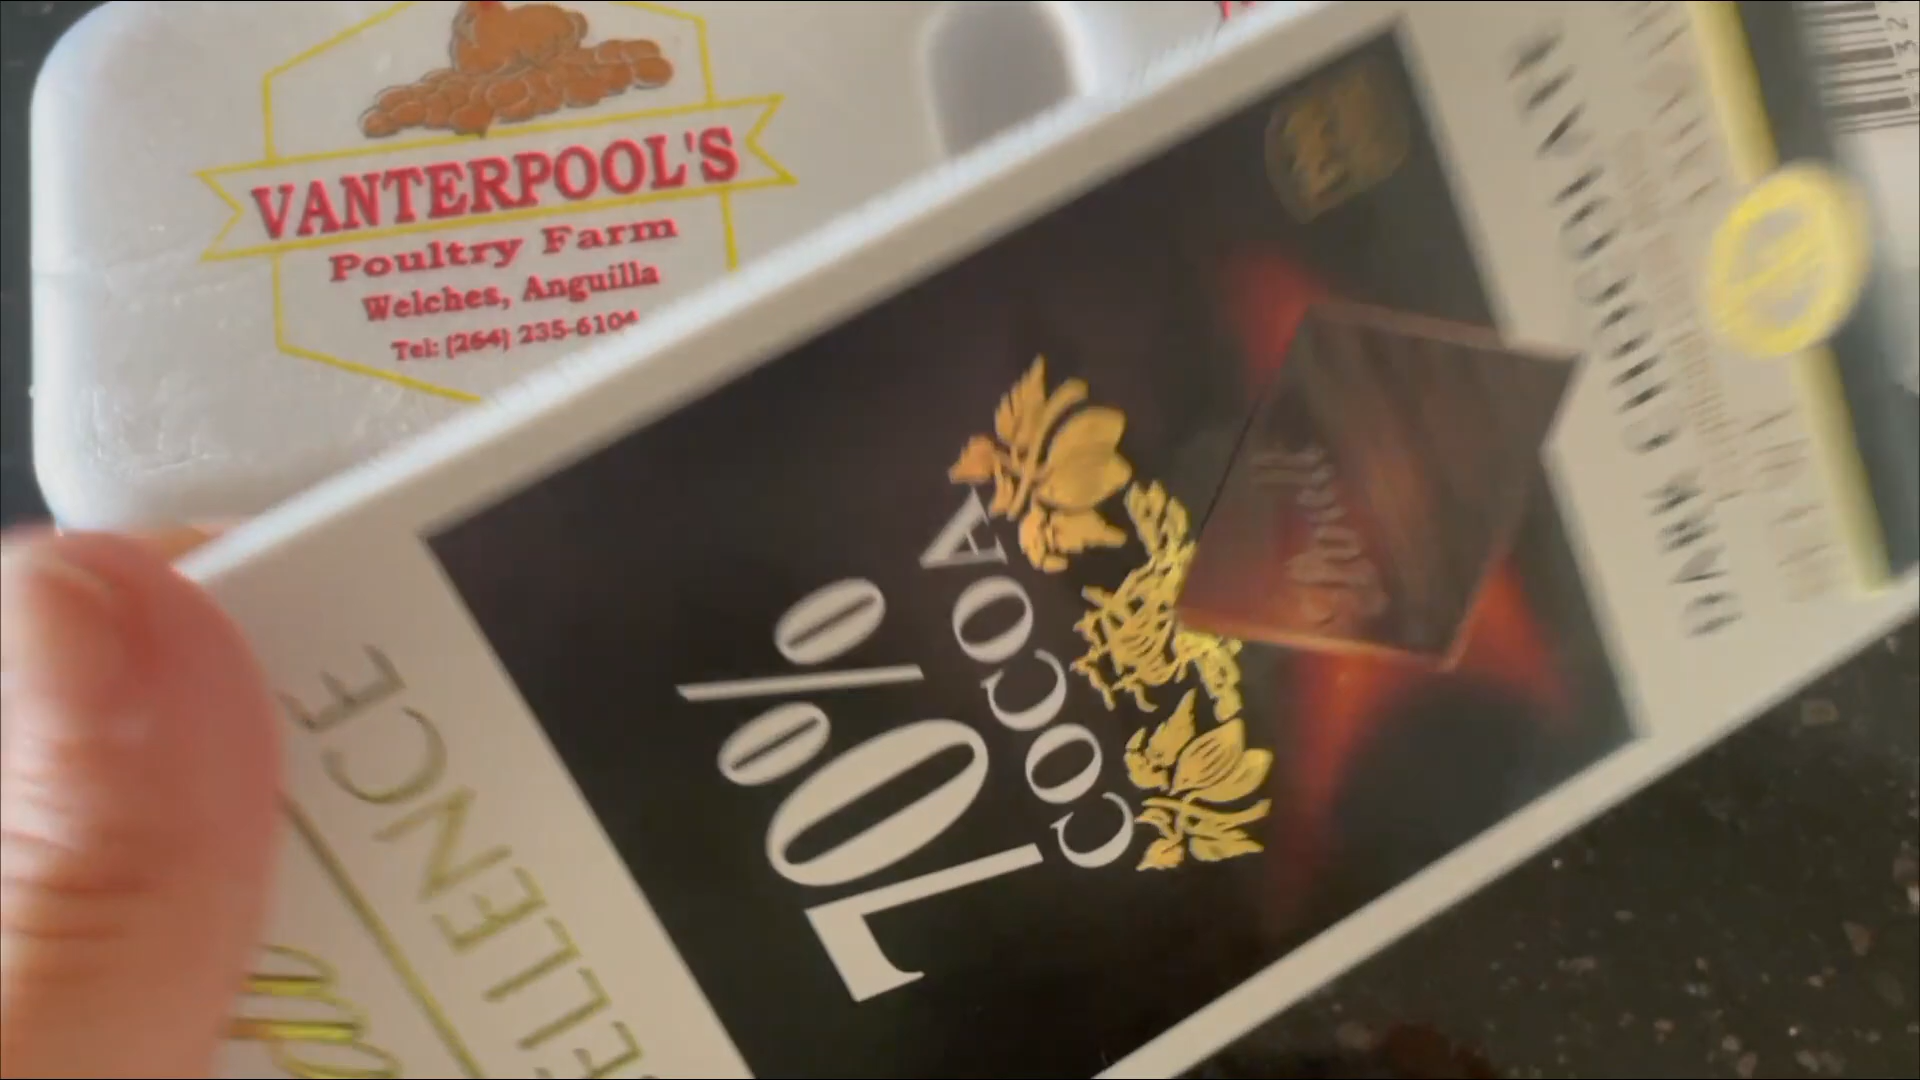 VANTERPOOL'S
Poultry Farm
Welches, Anguilla
Tel: (264) 235-6104
ELLENCE
70%
COCOA
DARK CHOCOLATE